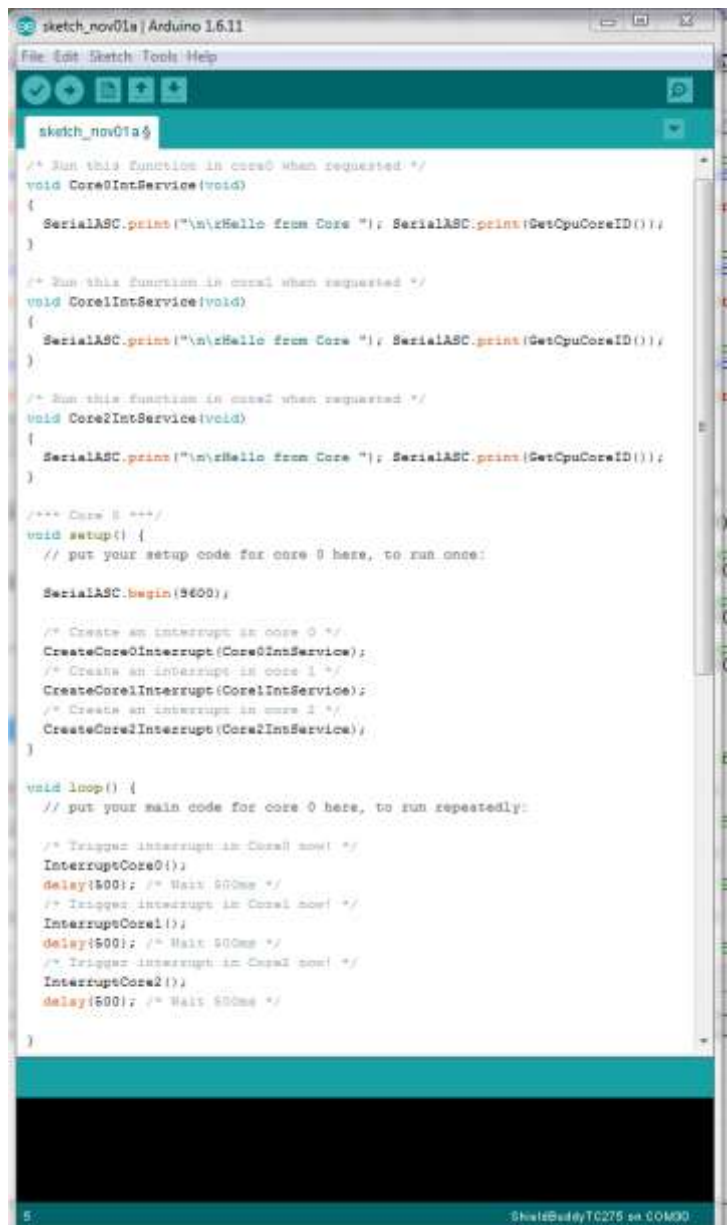 sketch_nov01a | Arduino 1.6.11
File Edit Sketch Tools Help
sketch_nov01a §
/* Run this function in core0 when requested */
void Core0IntService(void)
{
SerialASC.print("\n\rHello from Core "); SerialASC.print(GetCpuCoreID());
}
/* Run this function in core1 when requested */
void Core1IntService(void)
{
SerialASC.print("\n\rHello from Core "); SerialASC.print(GetCpuCoreID());
}
/* Run this function in core2 when requested */
void Core2IntService(void)
{
SerialASC.print("\n\rHello from Core "); SerialASC.print(GetCpuCoreID());
}
/*** Core 0 ***/
void setup() {
// put your setup code for core 0 here, to run once:
SerialASC.begin(9600);
/* Create an interrupt in core 0 */
CreateCore0Interrupt(Core0IntService);
/* Create an interrupt in core 1 */
CreateCore1Interrupt(Core1IntService);
/* Create an interrupt in core 2 */
CreateCore2Interrupt(Core2IntService);
}
void loop() {
// put your main code for core 0 here, to run repeatedly:
/* Trigger interrupt in Core0 now! */
InterruptCore0();
delay(500); /* Wait 500ms */
/* Trigger interrupt in Core1 now! */
InterruptCore1();
delay(500); /* Wait 500ms */
/* Trigger interrupt in Core2 now! */
InterruptCore2();
delay(500); /* Wait 500ms */
}
5
ShieldBuddyTC275 on COM30